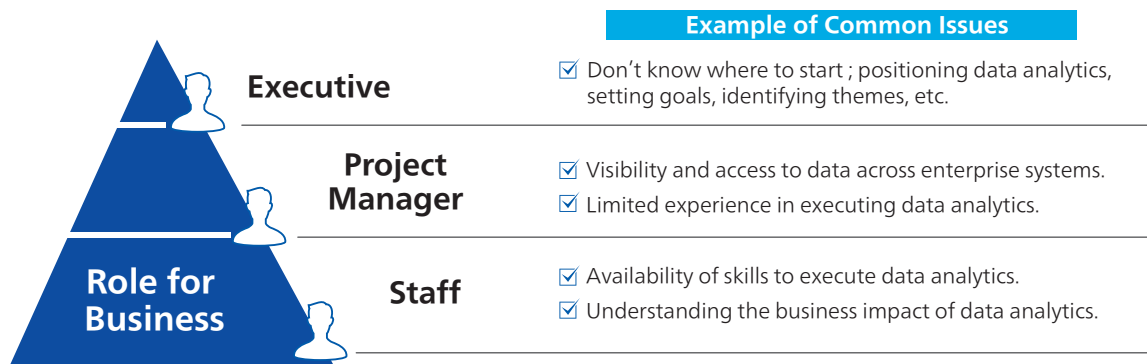 Example of Common Issues
Executive
Don’t know where to start ; positioning data analytics,
setting goals, identifying themes, etc.
Project
Manager
Visibility and access to data across enterprise systems.
Limited experience in executing data analytics.
Role for
Business
Staff
Availability of skills to execute data analytics.
Understanding the business impact of data analytics.